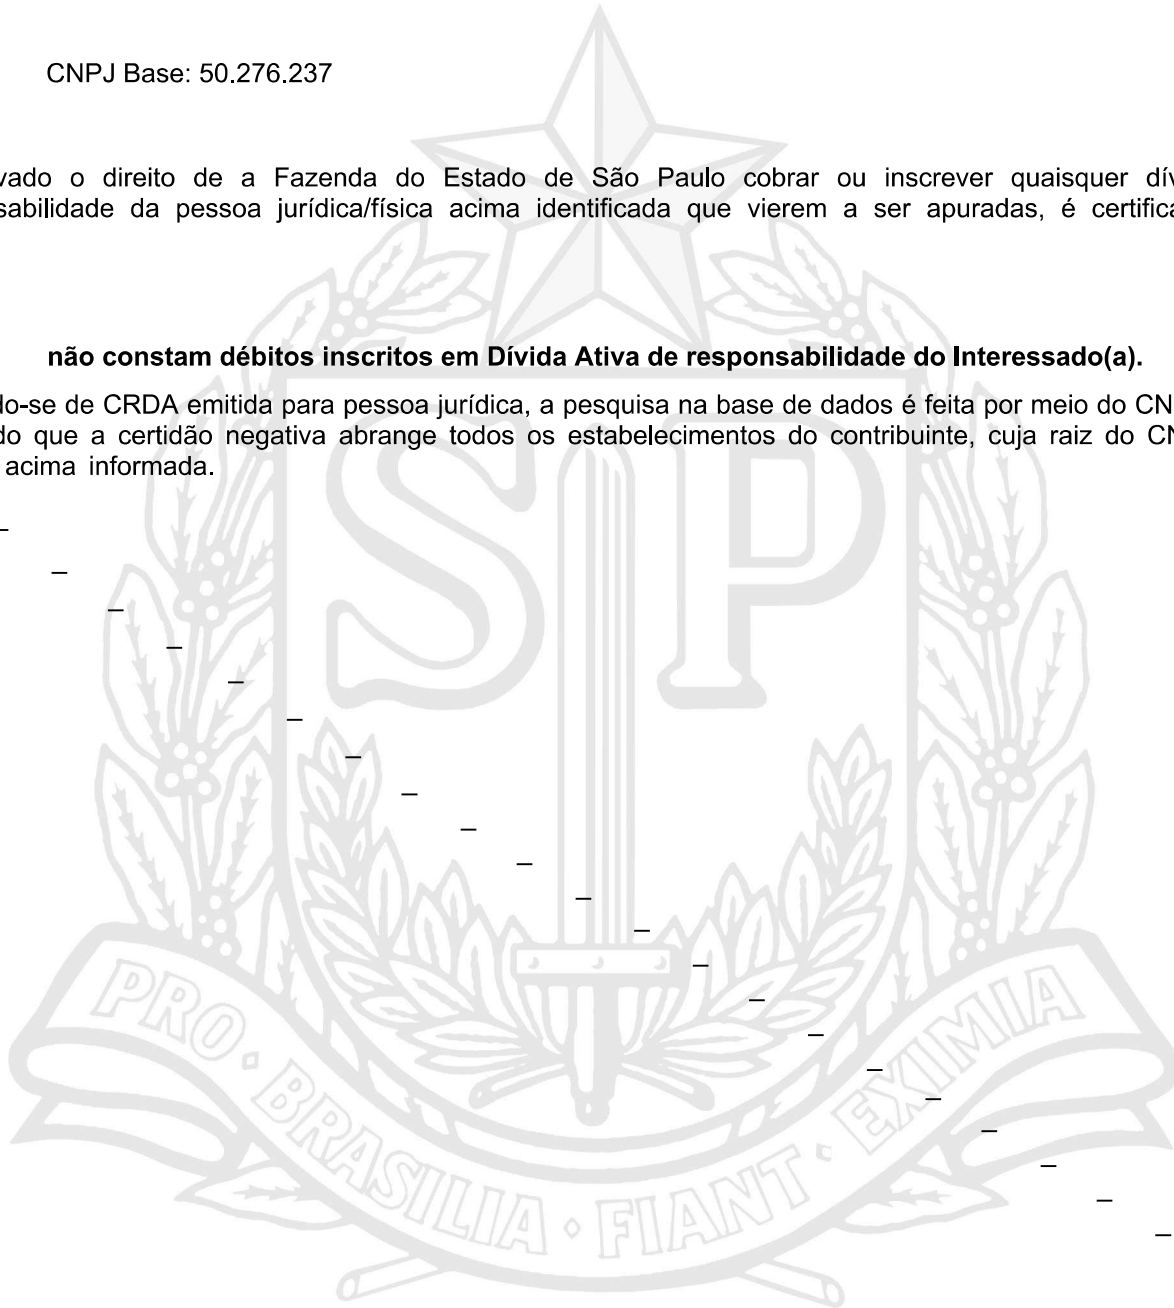 CNPJ Base: 50.276.237
vado o direito de a Fazenda do Estado de São Paulo cobrar ou inscrever quaisquer dív
sabilidade da pessoa jurídica/física acima identificada que vierem a ser apuradas, é certifica
não constam débitos inscritos em Dívida Ativa de responsabilidade do Interessado(a).
do-se de CRDA emitida para pessoa jurídica, a pesquisa na base de dados é feita por meio do CN
do que a certidão negativa abrange todos os estabelecimentos do contribuinte, cuja raiz do CN
acima informada.
SP
PRO • BRASILIA • FIANT • EXIMIA